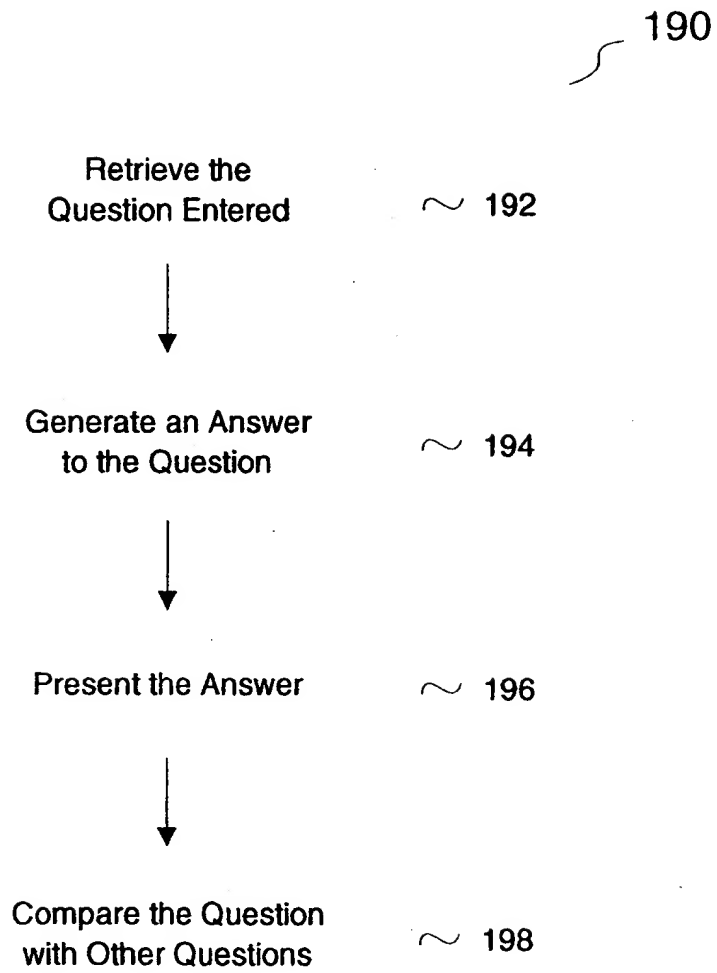 190
Retrieve the
Question Entered
192
Generate an Answer
to the Question
194
Present the Answer
196
Compare the Question
with Other Questions
198